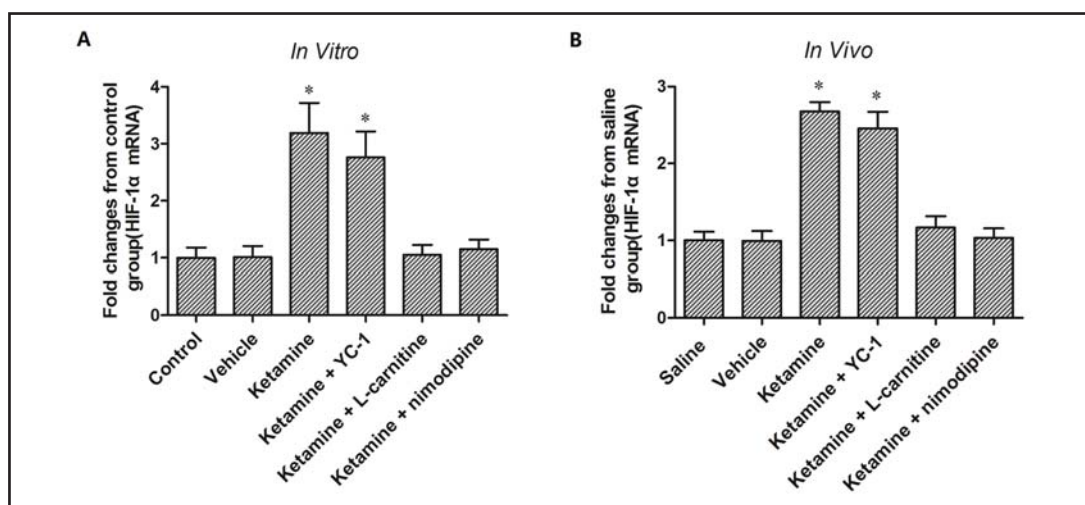 A
In Vitro
Fold changes from control
group(HIF-1α mRNA)
4
3
2
1
0
*
*
Control
Vehicle
Ketamine
Ketamine + YC-1
Ketamine + L-carnitine
Ketamine + nimodipine
B
In Vivo
Fold changes from saline
group(HIF-1α mRNA)
3
2
1
0
*
*
Saline
Vehicle
Ketamine
Ketamine + YC-1
Ketamine + L-carnitine
Ketamine + nimodipine